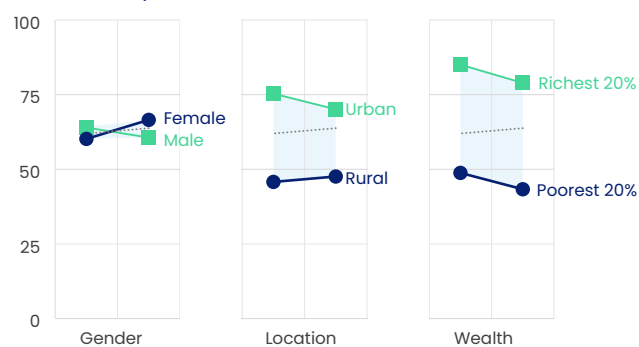 100
75
50
25
0
Female
Male
Urban
Rural
Richest 20%
Poorest 20%
Gender
Location
Wealth